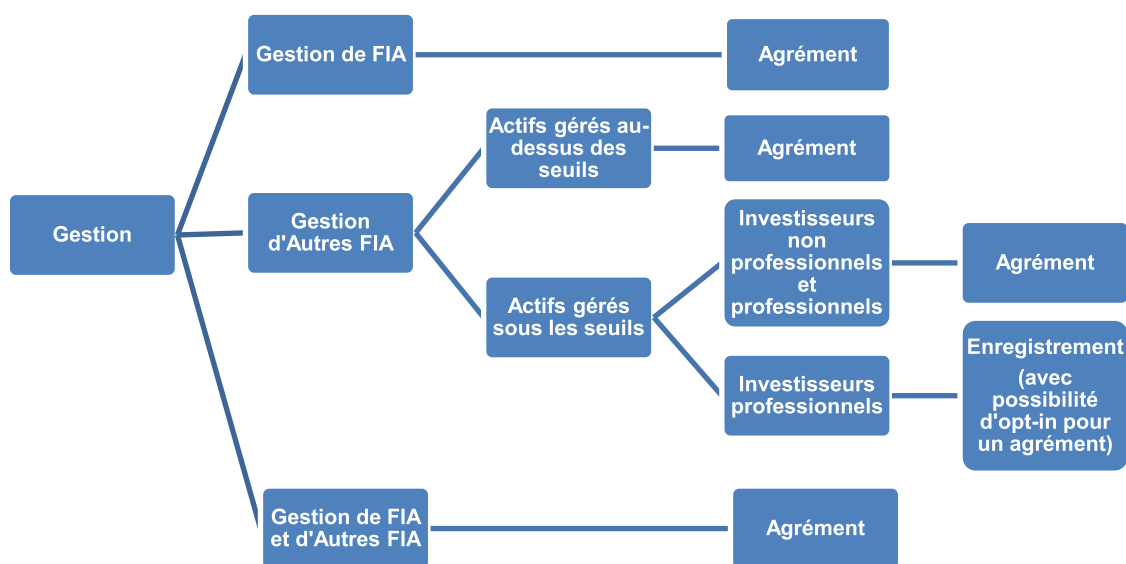 Gestion
Gestion de FIA
Agrément
Gestion
d'Autres FIA
Actifs gérés au-
dessus des
seuils
Agrément
Actifs gérés
sous les seuils
Investisseurs
non
professionnels
et
professionnels
Agrément
Investisseurs
professionnels
Enregistrement
(avec
possibilité
d'opt-in pour
un agrément)
Gestion de FIA
et d'Autres FIA
Agrément